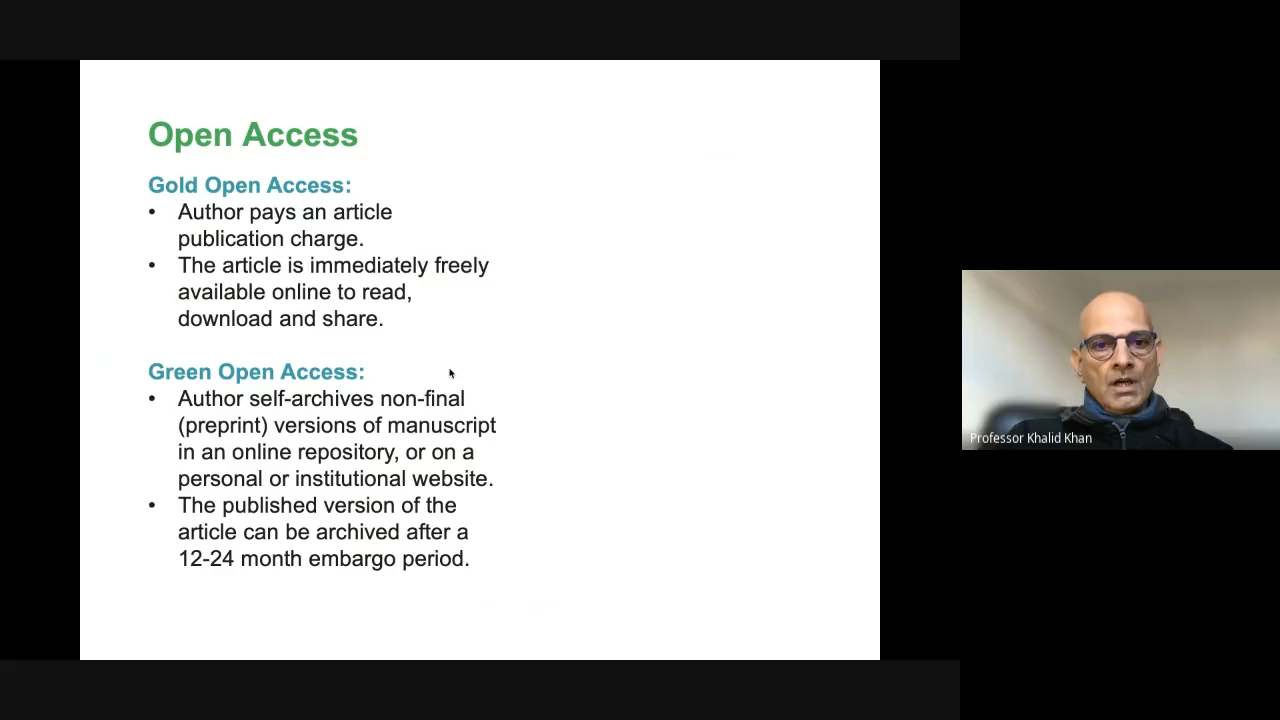 Open Access
Gold Open Access:
• Author pays an article
publication charge.
• The article is immediately freely
available online to read,
download and share.
Green Open Access:
• Author self-archives non-final
(preprint) versions of manuscript
in an online repository, or on a
personal or institutional website.
• The published version of the
article can be archived after a
12-24 month embargo period.
Professor Khalid Khan